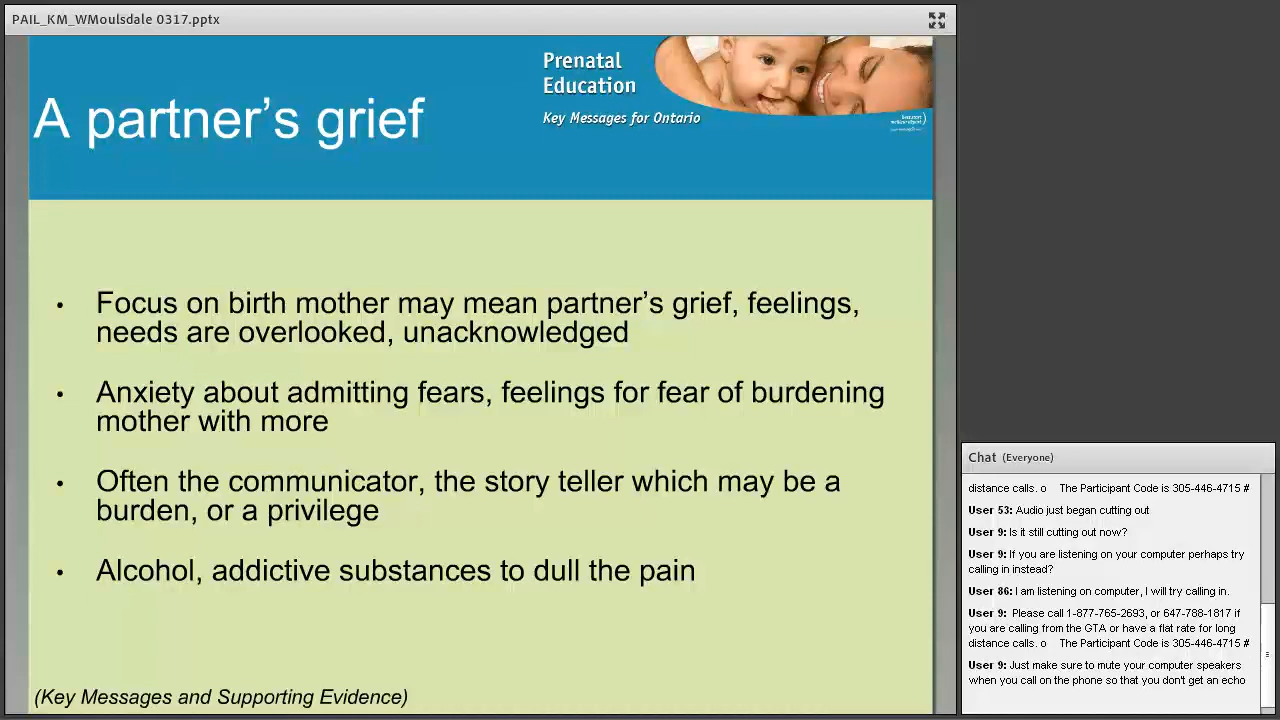 PAIL_KM_WMoulsdale 0317.pptx
Prenatal
Education
Key Messages for Ontario
A partner's grief
• Focus on birth mother may mean partner's grief, feelings,
needs are overlooked, unacknowledged
• Anxiety about admitting fears, feelings for fear of burdening
mother with more
• Often the communicator, the story teller which may be a
burden, or a privilege
• Alcohol, addictive substances to dull the pain
(Key Messages and Supporting Evidence)
Chat (Everyone)
distance calls. o The Participant Code is 305-446-4715 #
User 53: Audio just began cutting out
User 9: Is it still cutting out now?
User 9: If you are listening on your computer perhaps try
calling in instead?
User 86: I am listening on computer, I will try calling in.
User 9: Please call 1-877-765-2693, or 647-788-1817 if
you are calling from the GTA or have a flat rate for long
distance calls. o The Participant Code is 305-446-4715 #
User 9: Just make sure to mute your computer speakers
when you call on the phone so that you don't get an echo